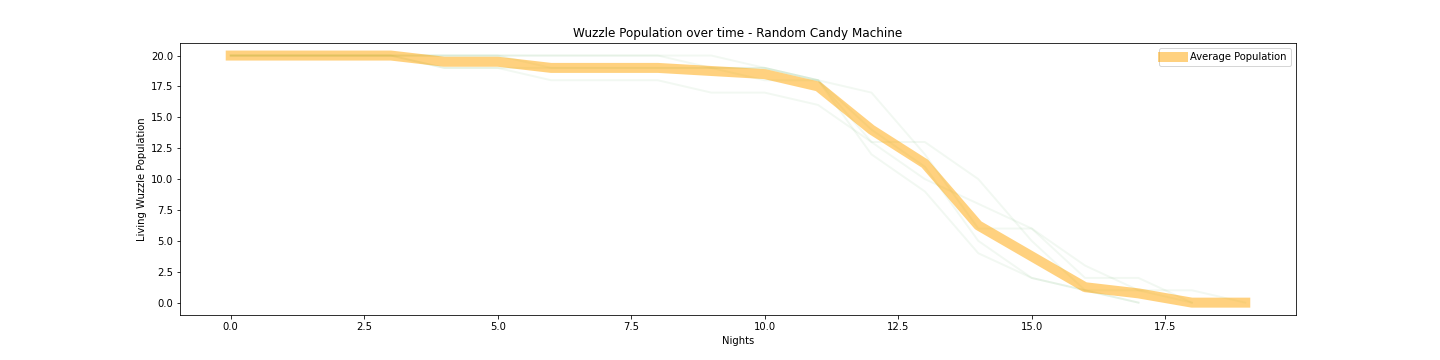 Wuzzle Population over time - Random Candy Machine
Average Population
20.0
17.5
15.0
12.5
10.0
7.5
5.0
2.5
0.0
Living Wuzzle Population
0.0 2.5 5.0 7.5 10.0 12.5 15.0 17.5
Nights